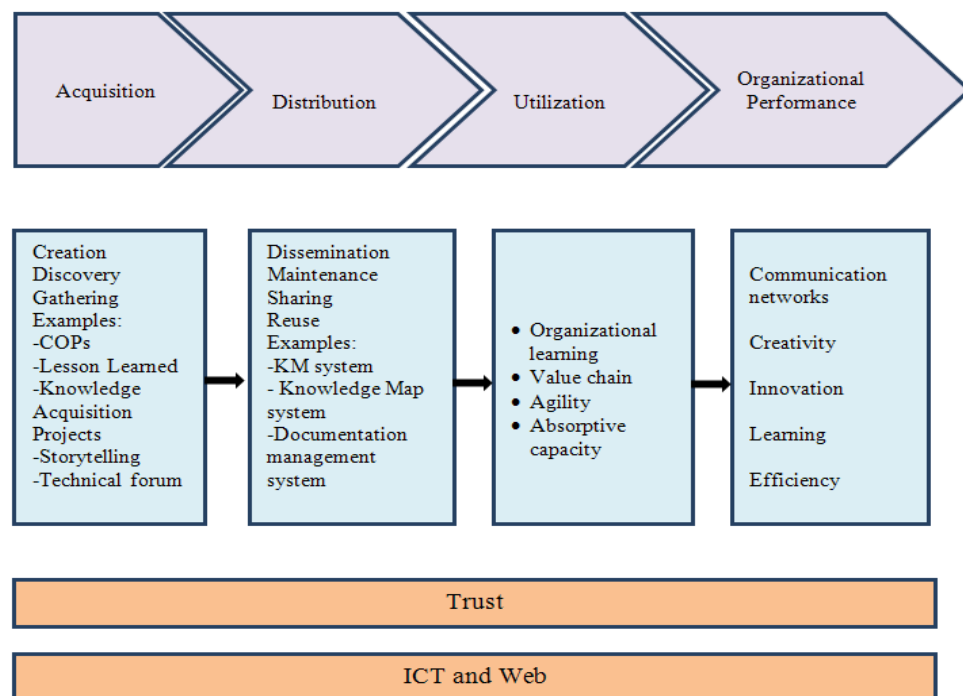 Acquisition
Distribution
Utilization
Organizational
Performance
Creation
Discovery
Gathering
Examples:
-COPs
-Lesson Learned
-Knowledge
Acquisition
Projects
-Storytelling
-Technical forum
Dissemination
Maintenance
Sharing
Reuse
Examples:
-KM system
- Knowledge Map
system
-Documentation
management
system
• Organizational
learning
• Value chain
• Agility
• Absorptive
capacity
Communication
networks
Creativity
Innovation
Learning
Efficiency
Trust
ICT and Web